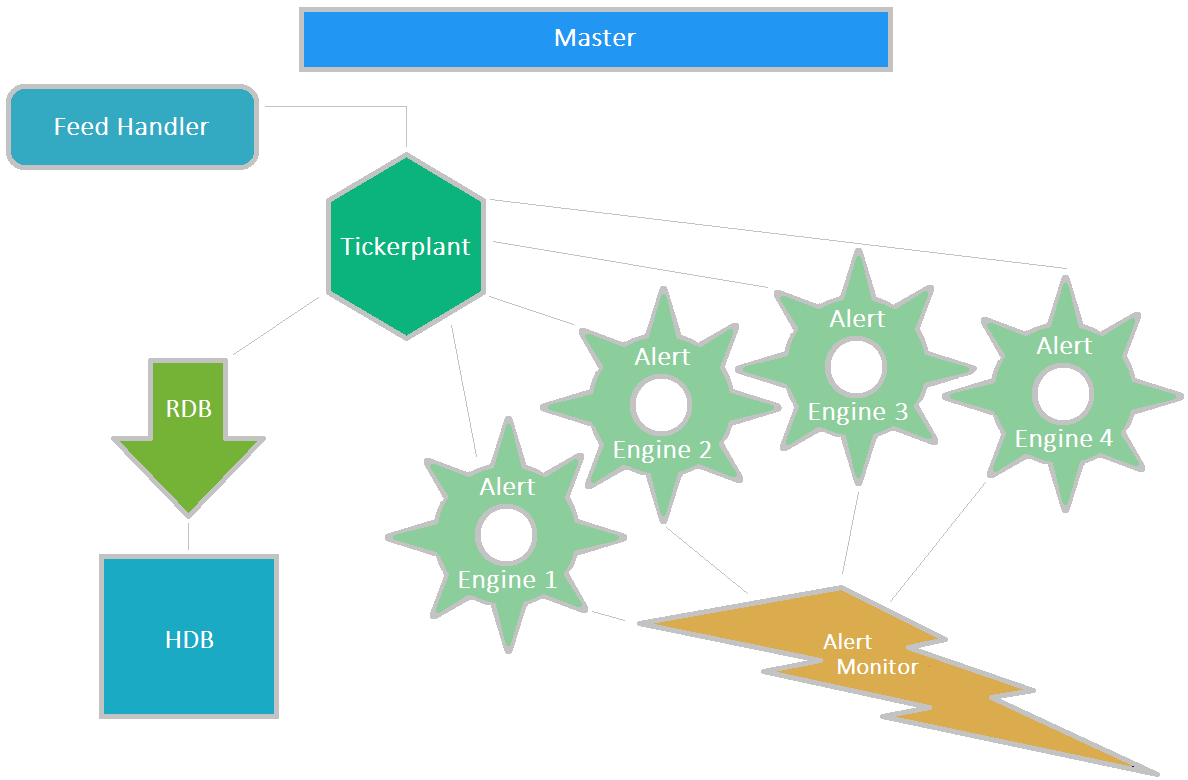 Master
Feed Handler
Tickerplant
Alert
Engine 3
Alert
Engine 4
Alert
Engine 2
RDB
Alert
Engine 1
HDB
Alert
Monitor